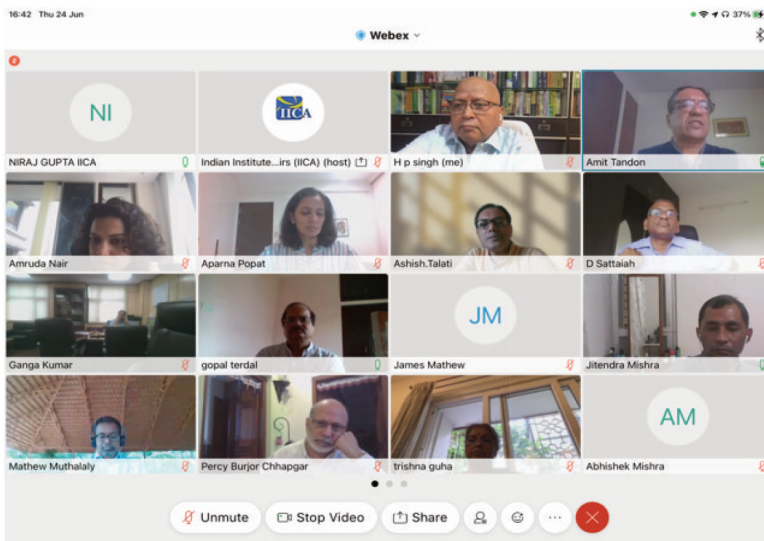 16:42 Thu 24 Jun
37%
Webex
NI
IICA
NIRAJ GUPTA IICA
Indian Institute...irs (IICA) (host)
H p singh (me)
Amit Tandon
Amruda Nair
Aparna Popat
Ashish.Talati
D Sattaiah
JM
Ganga Kumar
gopal terdal
James Mathew
Jitendra Mishra
AM
Mathew Muthalaly
Percy Burjor Chhapgar
trishna guha
Abhishek Mishra
Unmute
Stop Video
Share